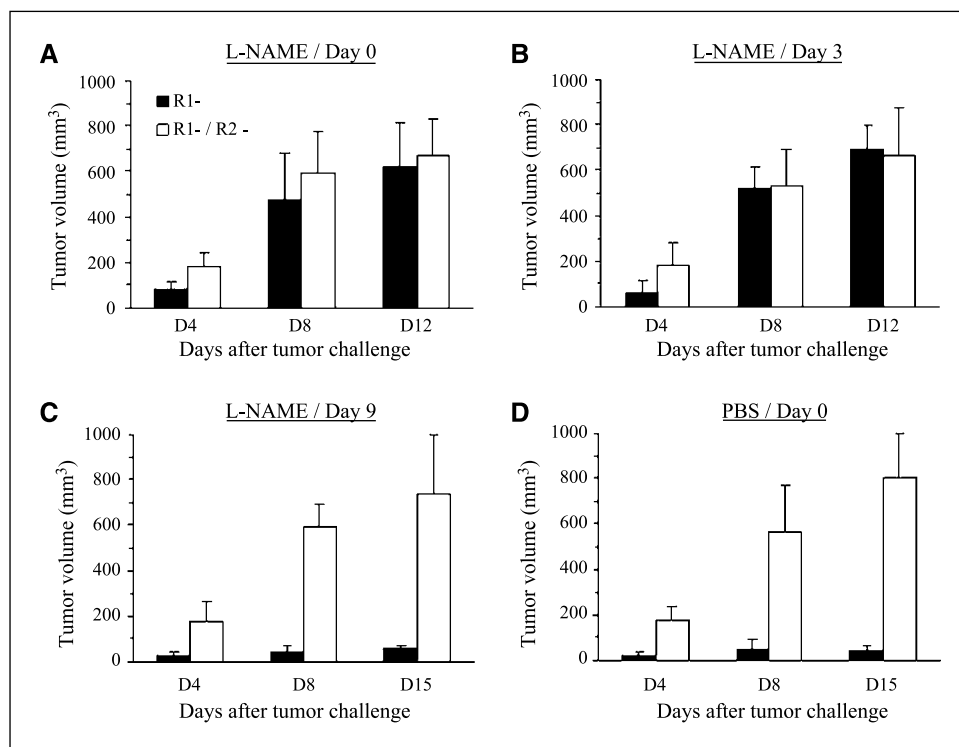 A
L-NAME / Day 0
Tumor volume (mm³)
1000
800
600
400
200
0
R1-
R1- / R2 -
D4
D8
D12
Days after tumor challenge
B
L-NAME / Day 3
Tumor volume (mm³)
1000
800
600
400
200
0
D4
D8
D12
Days after tumor challenge
C
L-NAME / Day 9
Tumor volume (mm³)
1000
800
600
400
200
0
D4
D8
D15
Days after tumor challenge
D
PBS / Day 0
Tumor volume (mm³)
1000
800
600
400
200
0
D4
D8
D15
Days after tumor challenge